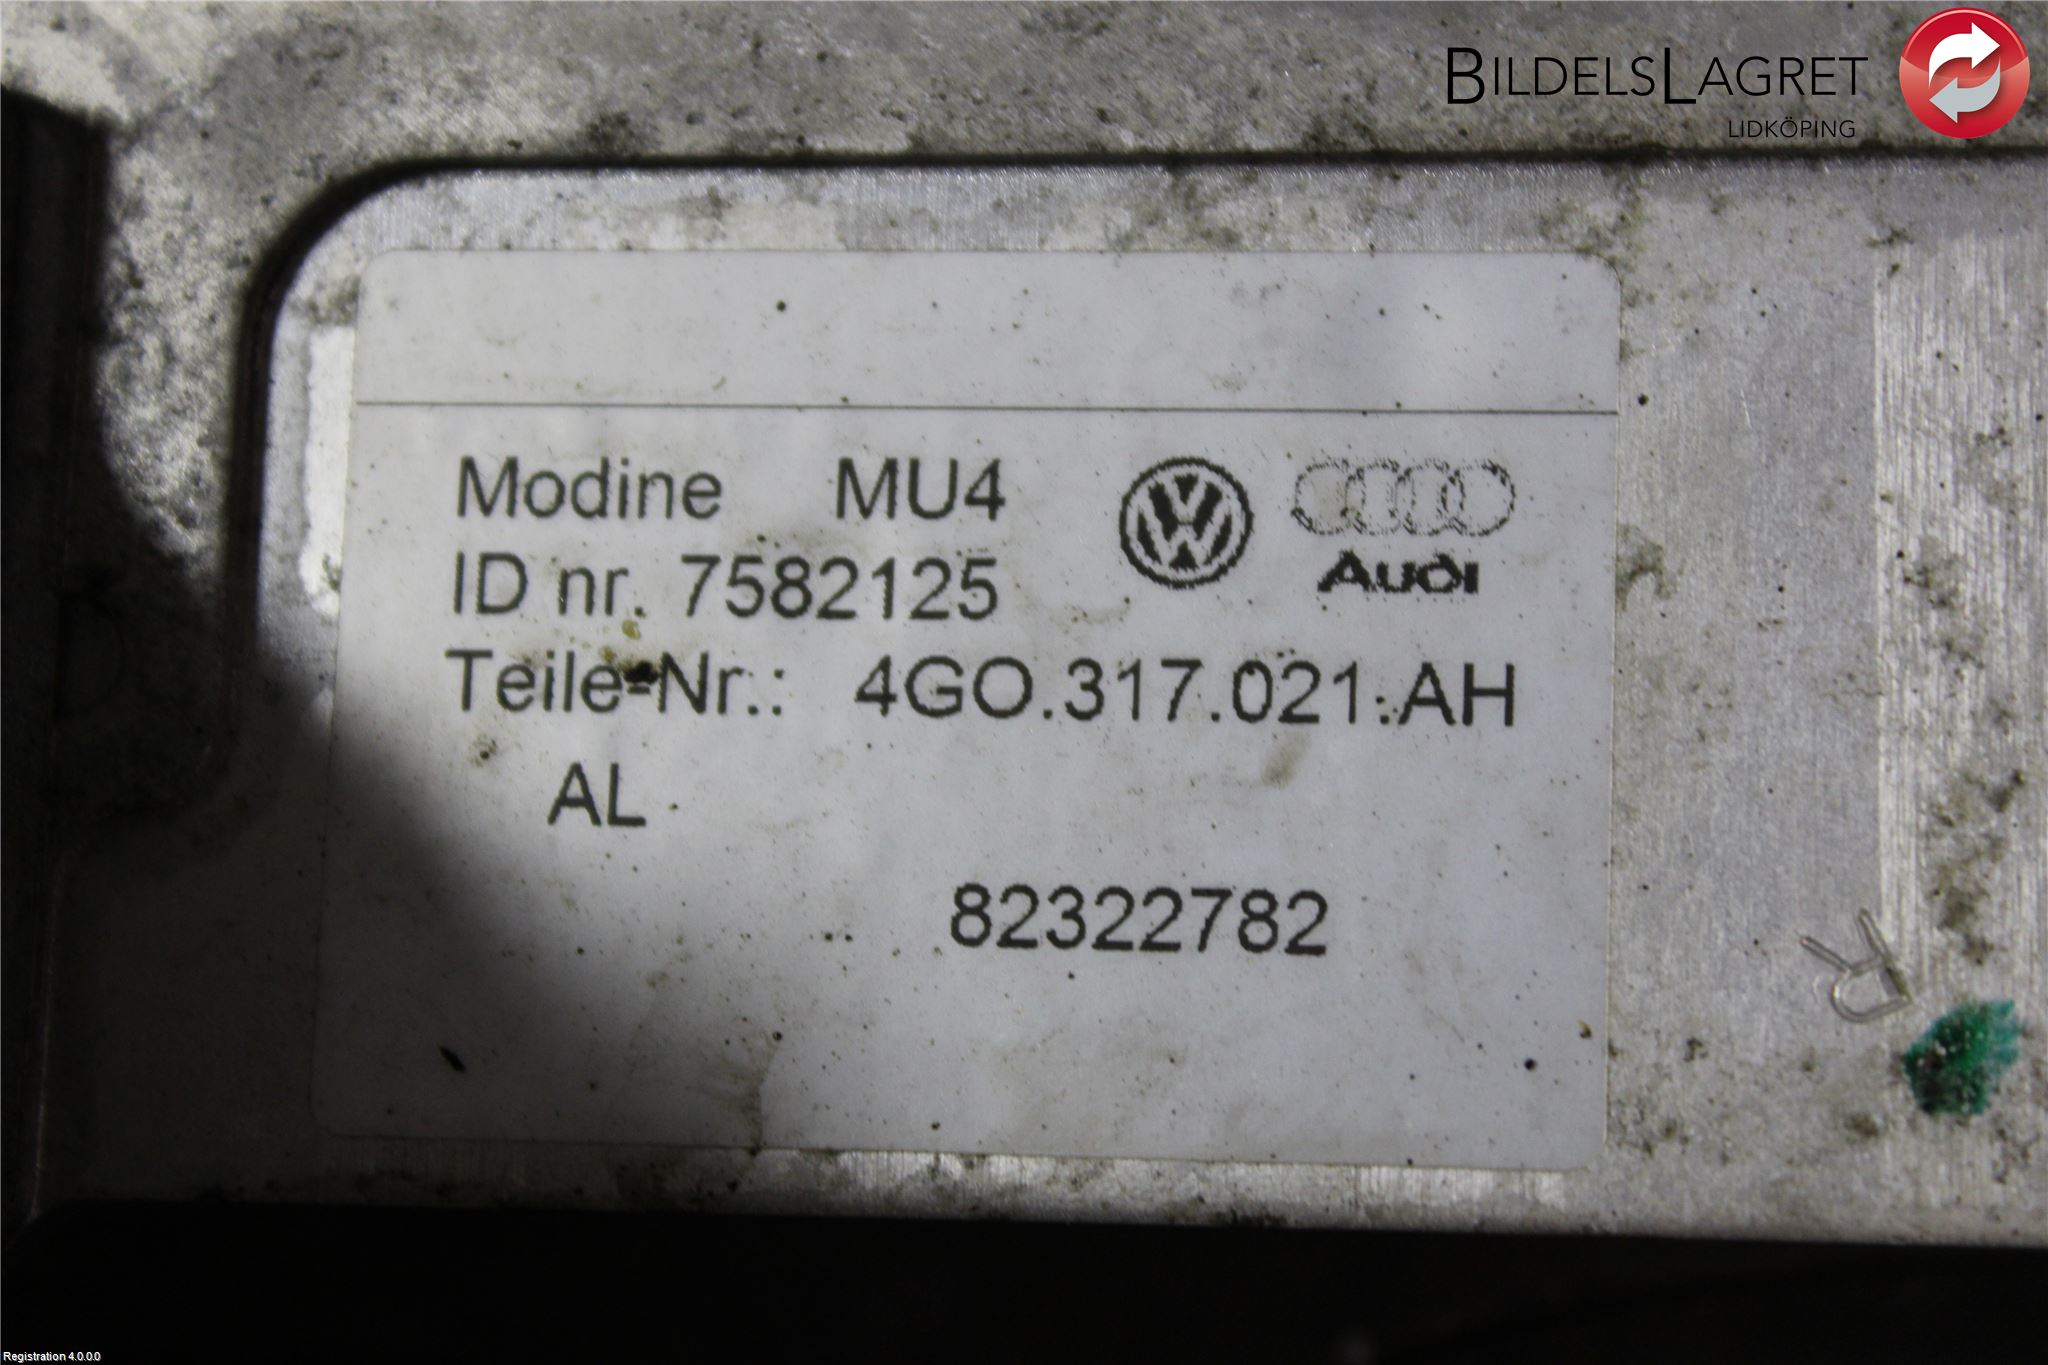 BILDELSLAGRET
LIDKÖPING
Modine MU4
ID nr. 7582125
Audi
Teile-Nr.: 4GO.317.021.AH
AL
82322782
R
Registration 4.0.0.0